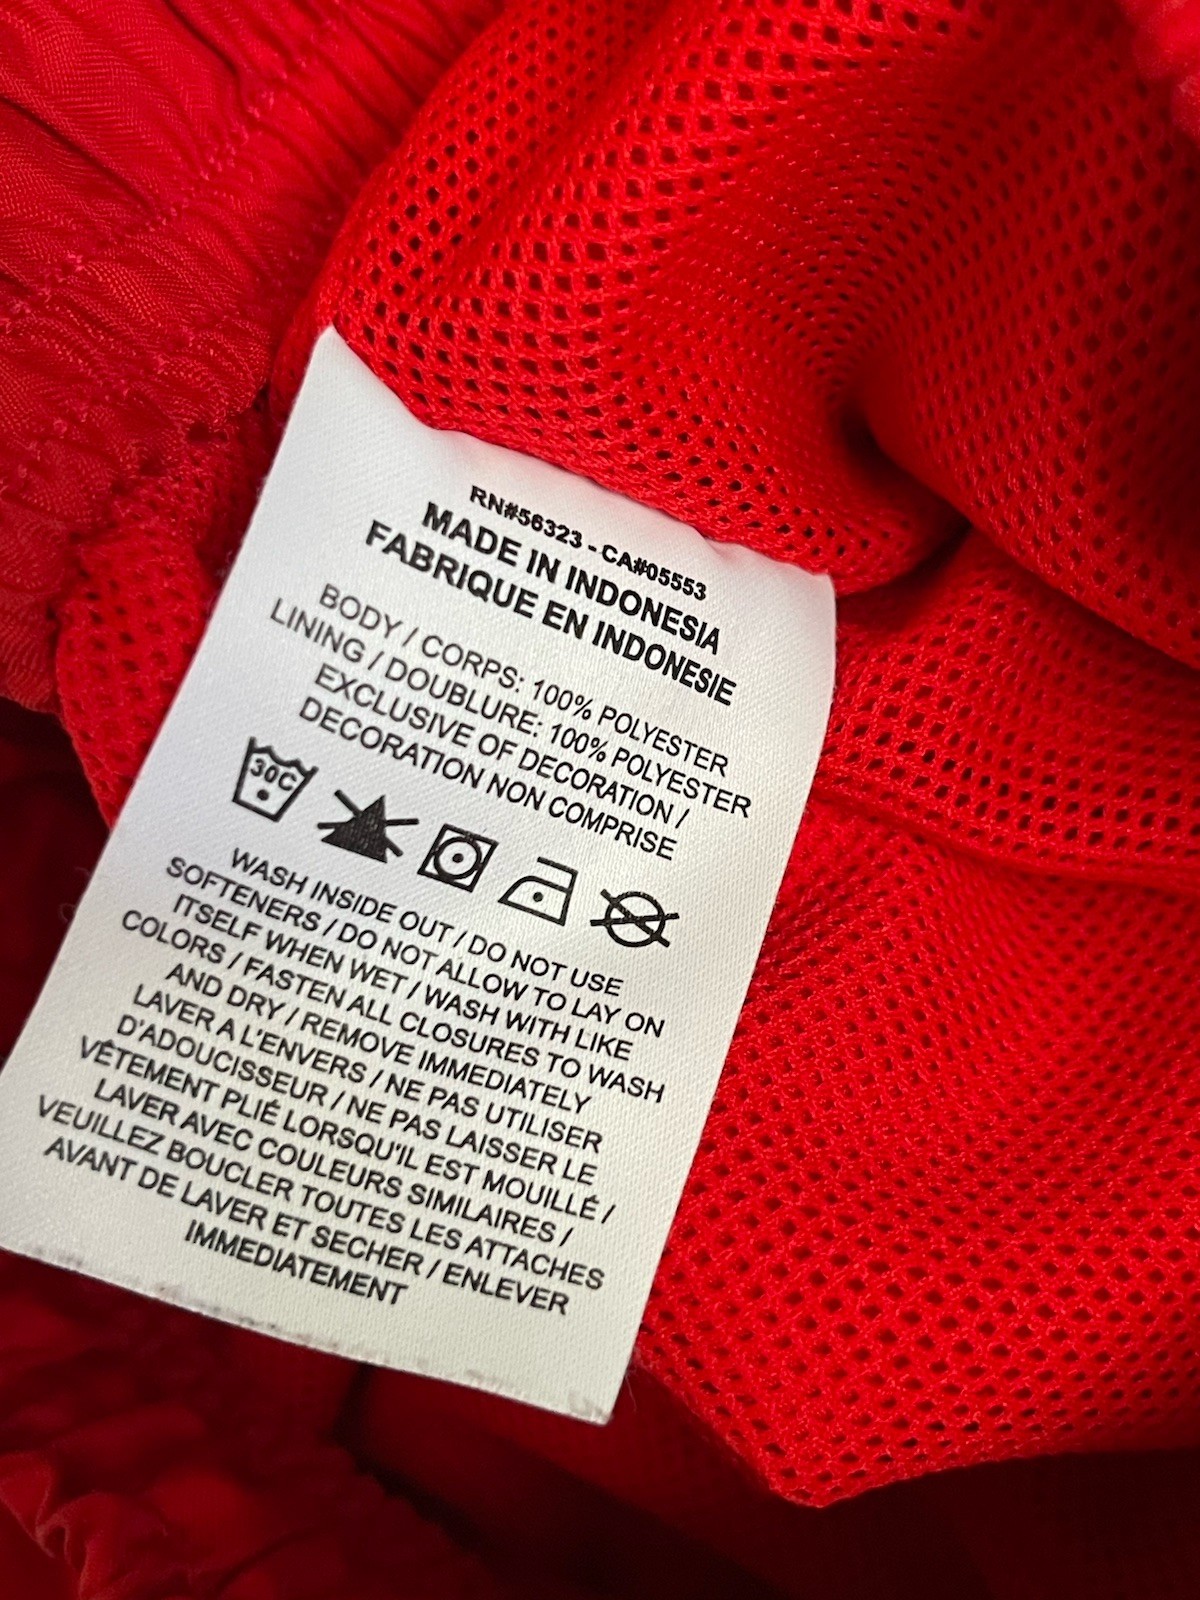 RN#56323 - CA#05553
MADE IN INDONESIA
FABRIQUE EN INDONESIE
BODY / CORPS: 100% POLYESTER
LINING / DOUBLURE: 100% POLYESTER
EXCLUSIVE OF DECORATION /
DECORATION NON COMPRISE
30C
WASH INSIDE OUT / DO NOT USE
SOFTENERS / DO NOT ALLOW TO LAY ON
ITSELF WHEN WET / WASH WITH LIKE
COLORS / FASTEN ALL CLOSURES TO WASH
AND DRY / REMOVE IMMEDIATELY
LAVER A L'ENVERS / NE PAS UTILISER
D'ADOUCISSEUR / NE PAS LAISSER LE
VÊTEMENT PLIÉ LORSQU'IL EST MOUILLÉ /
LAVER AVEC COULEURS SIMILAIRES /
VEUILLEZ BOUCLER TOUTES LES ATTACHES
AVANT DE LAVER ET SECHER / ENLEVER
IMMEDIATEMENT